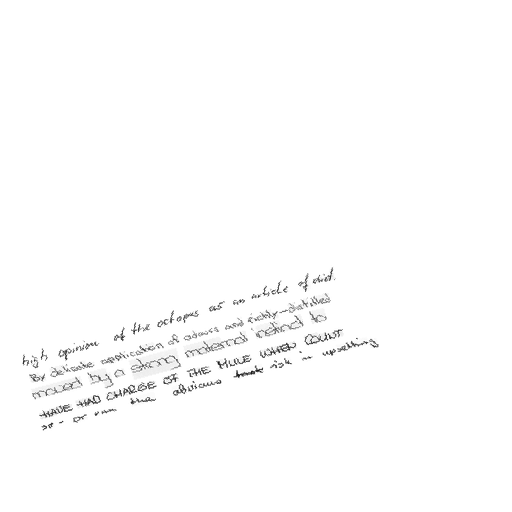 high opinion of the octopus as an article of diet.
By delicate application of odours and richly-distilled
moved by a strong maternal instinct to
HAVE HAD CHARGE OF THE MULE WHEN COUNT
so - or run the obvious risk in upsetting